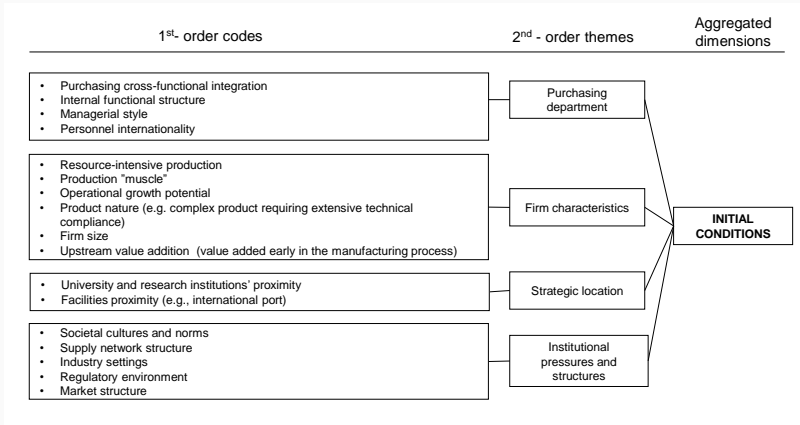 1st- order codes
2nd - order themes
Aggregated
dimensions
• Purchasing cross-functional integration
• Internal functional structure
• Managerial style
• Personnel internationality
Purchasing
department
• Resource-intensive production
• Production "muscle"
• Operational growth potential
• Product nature (e.g. complex product requiring extensive technical
compliance)
• Firm size
• Upstream value addition (value added early in the manufacturing process)
Firm characteristics
INITIAL
CONDITIONS
• University and research institutions' proximity
• Facilities proximity (e.g., international port)
Strategic location
• Societal cultures and norms
• Supply network structure
• Industry settings
• Regulatory environment
• Market structure
Institutional
pressures and
structures